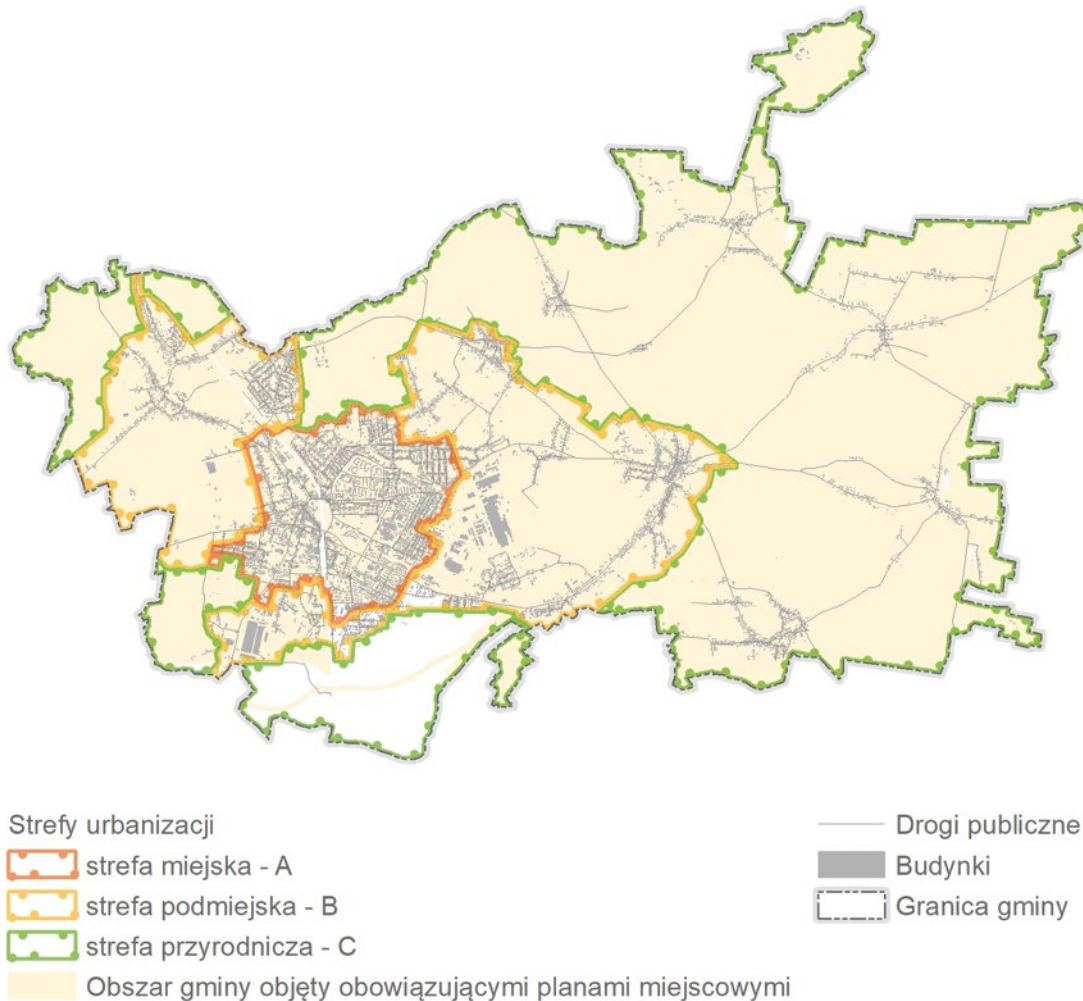 Strefy urbanizacji
strefa miejska - A
strefa podmiejska - B
strefa przyrodnicza - C
Obszar gminy objęty obowiązującymi planami miejscowymi
Drogi publiczne
Budynki
Granica gminy